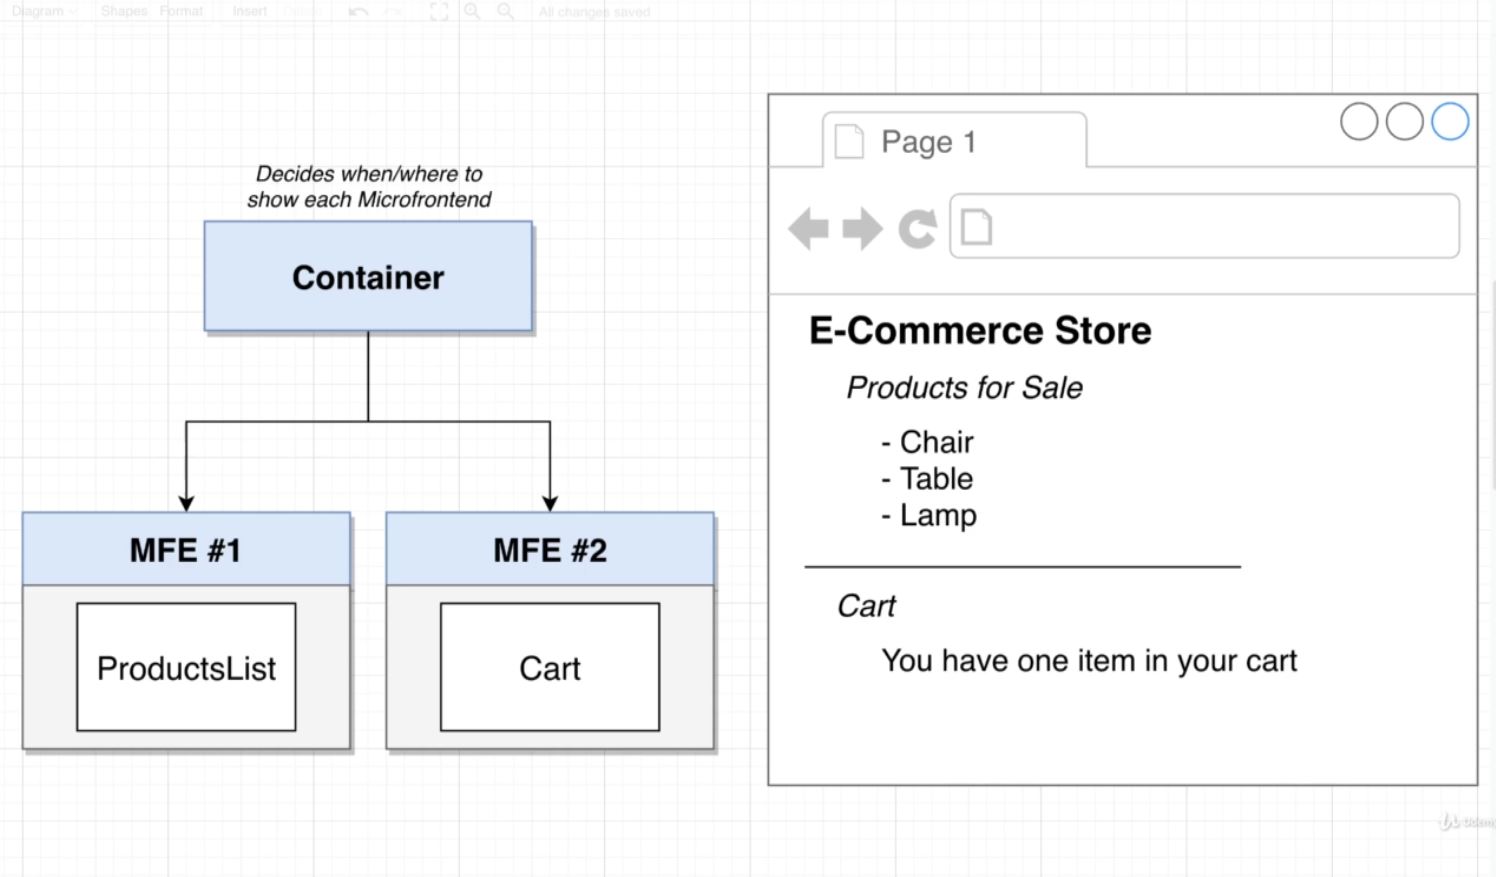 Diagram
Shapes
Format
Insert
All changes saved
Decides when/where to
show each Microfrontend
Container
MFE #1
MFE #2
ProductsList
Cart
Page 1
E-Commerce Store
Products for Sale
- Chair
- Table
- Lamp
Cart
You have one item in your cart
Udemy